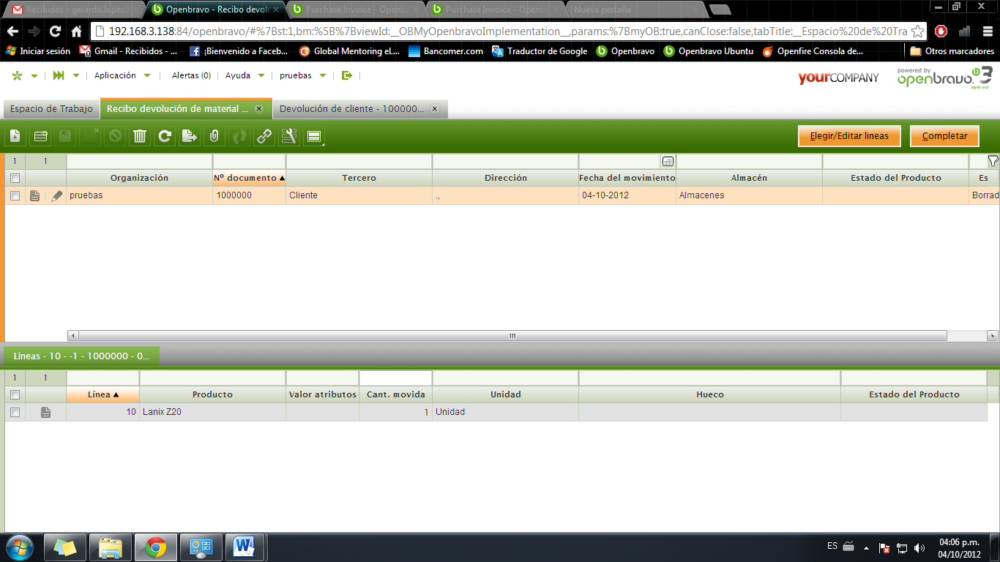 Recibidos - gerardo.lopez
Openbravo - Recibo devol
Purchase Invoice - Openb
Purchase Invoice - Openb
Nueva pestaña
192.168.3.138:84/openbravo/#%7Bst:1,bm:%5B%7BviewId:__OBMyOpenbravoImplementation__,params:%7BmyOB:true,canClose:false,tabTitle:__Espacio%20de%20Tra
Iniciar sesión
Gmail - Recibidos - ...
¡Bienvenido a Faceb...
Global Mentoring eL...
Bancomer.com
Traductor de Google
Openbravo
Openbravo Ubuntu
Openfire Consola de...
Otros marcadores
Aplicación
Alertas (0)
Ayuda
pruebas
yourCOMPANY
powered by
openbravo 3
agile erp
Espacio de Trabajo
Recibo devolución de material ...
Devolución de cliente - 100000...
Elegir/Editar lineas
Completar
1 1
Organización Nº documento Tercero Dirección Fecha del movimiento Almacén Estado del Producto Es
pruebas 1000000 Cliente ., 04-10-2012 Almacenes Borrad
Líneas - 10 - -1 - 1000000 - 0...
1 1
Línea Producto Valor atributos Cant. movida Unidad Hueco Estado del Producto
10 Lanix Z20 1 Unidad
ES
04:06 p.m.
04/10/2012